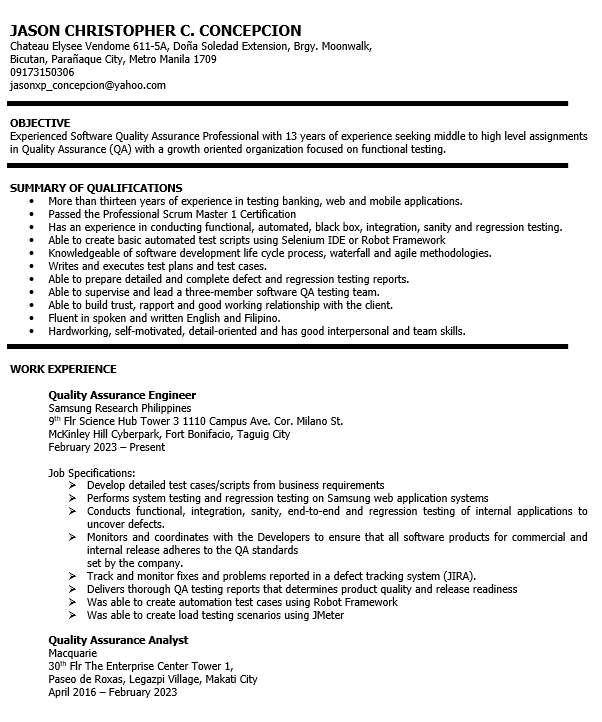 JASON CHRISTOPHER C. CONCEPCION
Chateau Elysee Vendome 611-5A, Doña Soledad Extension, Brgy. Moonwalk,
Bicutan, Parañaque City, Metro Manila 1709
09173150306
jasonxp_concepcion@yahoo.com
OBJECTIVE
Experienced Software Quality Assurance Professional with 13 years of experience seeking middle to high level assignments
in Quality Assurance (QA) with a growth oriented organization focused on functional testing.
SUMMARY OF QUALIFICATIONS
• More than thirteen years of experience in testing banking, web and mobile applications.
• Passed the Professional Scrum Master 1 Certification
• Has an experience in conducting functional, automated, black box, integration, sanity and regression testing.
• Able to create basic automated test scripts using Selenium IDE or Robot Framework
• Knowledgeable of software development life cycle process, waterfall and agile methodologies.
• Writes and executes test plans and test cases.
• Able to prepare detailed and complete defect and regression testing reports.
• Able to supervise and lead a three-member software QA testing team.
• Able to build trust, rapport and good working relationship with the client.
• Fluent in spoken and written English and Filipino.
• Hardworking, self-motivated, detail-oriented and has good interpersonal and team skills.
WORK EXPERIENCE
Quality Assurance Engineer
Samsung Research Philippines
9th Flr Science Hub Tower 3 1110 Campus Ave. Cor. Milano St.
McKinley Hill Cyberpark, Fort Bonifacio, Taguig City
February 2023 – Present
Job Specifications:
➢ Develop detailed test cases/scripts from business requirements
➢ Performs system testing and regression testing on Samsung web application systems
➢ Conducts functional, integration, sanity, end-to-end and regression testing of internal applications to
uncover defects.
➢ Monitors and coordinates with the Developers to ensure that all software products for commercial and
internal release adheres to the QA standards
set by the company.
➢ Track and monitor fixes and problems reported in a defect tracking system (JIRA).
➢ Delivers thorough QA testing reports that determines product quality and release readiness
➢ Was able to create automation test cases using Robot Framework
➢ Was able to create load testing scenarios using JMeter
Quality Assurance Analyst
Macquarie
30th Flr The Enterprise Center Tower 1,
Paseo de Roxas, Legazpi Village, Makati City
April 2016 – February 2023